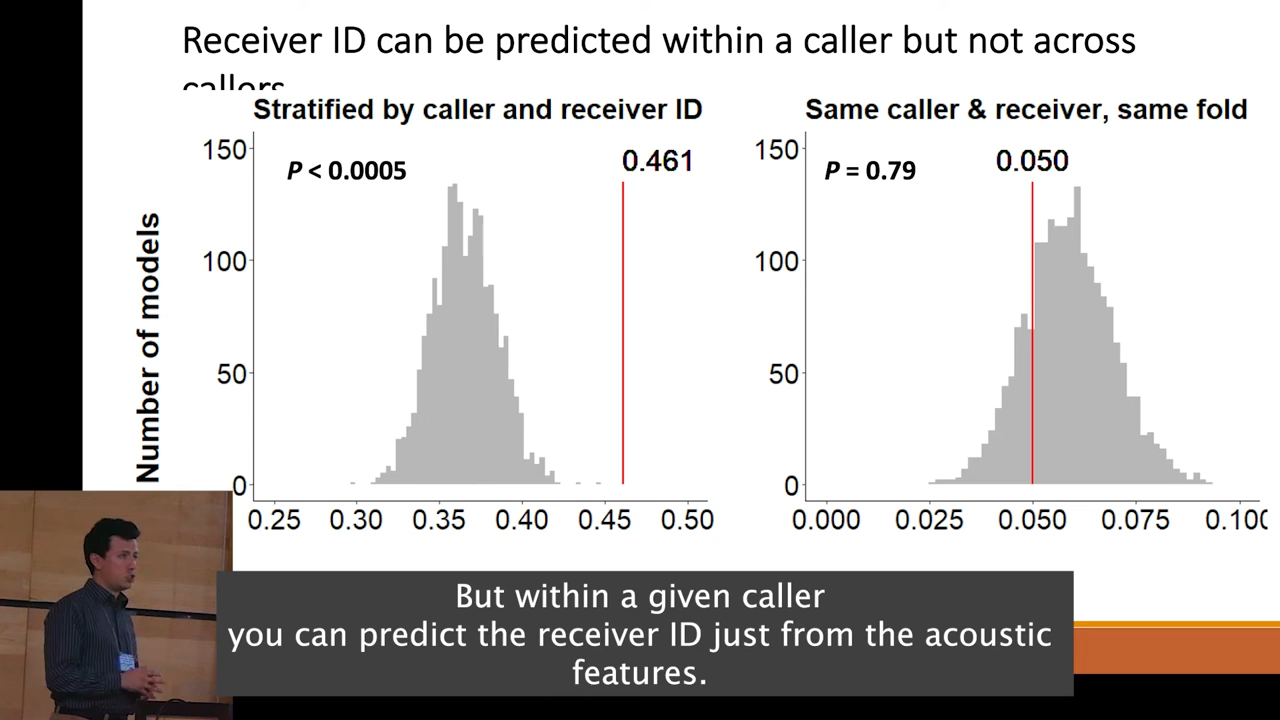 Receiver ID can be predicted within a caller but not across
callers
Stratified by caller and receiver ID
150
P < 0.0005
0.461
100
50
0
0.25 0.30 0.35 0.40 0.45 0.50
Number of models
Same caller & receiver, same fold
150
P = 0.79
0.050
100
50
0
0.000 0.025 0.050 0.075 0.100
But within a given caller
you can predict the receiver ID just from the acoustic
features.